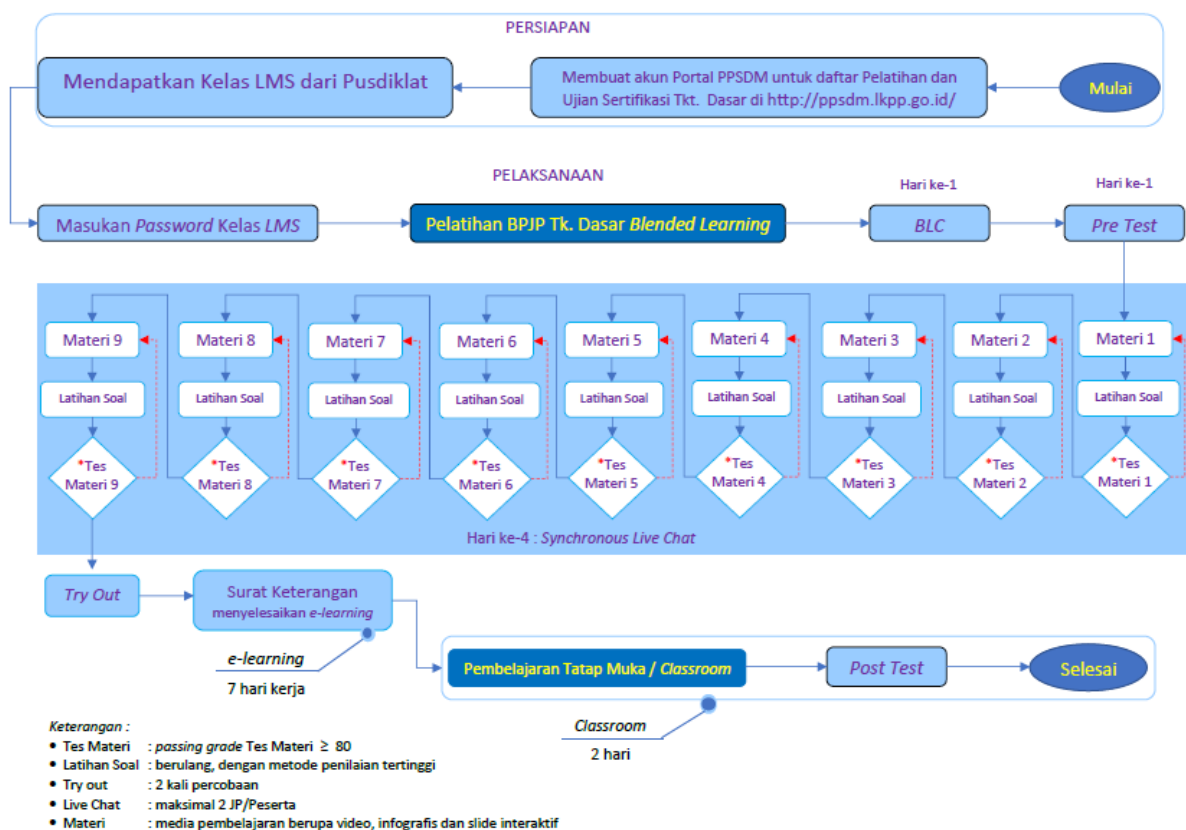 PERSIAPAN
Mulai
Membuat akun Portal PPSDM untuk daftar Pelatihan dan
Ujian Sertifikasi Tkt. Dasar di http://ppsdm.lkpp.go.id/
Mendapatkan Kelas LMS dari Pusdiklat
PELAKSANAAN
Masukan Password Kelas LMS
Pelatihan BPJP Tk. Dasar Blended Learning
Hari ke-1
BLC
Hari ke-1
Pre Test
Materi 1
Latihan Soal
*Tes
Materi 1
Materi 2
Latihan Soal
*Tes
Materi 2
Materi 3
Latihan Soal
*Tes
Materi 3
Materi 4
Latihan Soal
*Tes
Materi 4
Materi 5
Latihan Soal
*Tes
Materi 5
Materi 6
Latihan Soal
*Tes
Materi 6
Materi 7
Latihan Soal
*Tes
Materi 7
Materi 8
Latihan Soal
*Tes
Materi 8
Materi 9
Latihan Soal
*Tes
Materi 9
Hari ke-4 : Synchronous Live Chat
Try Out
Surat Keterangan
menyelesaikan e-learning
e-learning
7 hari kerja
Pembelajaran Tatap Muka / Classroom
Post Test
Selesai
Classroom
2 hari
Keterangan :
• Tes Materi : passing grade Tes Materi ≥ 80
• Latihan Soal : berulang, dengan metode penilaian tertinggi
• Try out : 2 kali percobaan
• Live Chat : maksimal 2 JP/Peserta
• Materi : media pembelajaran berupa video, infografis dan slide interaktif